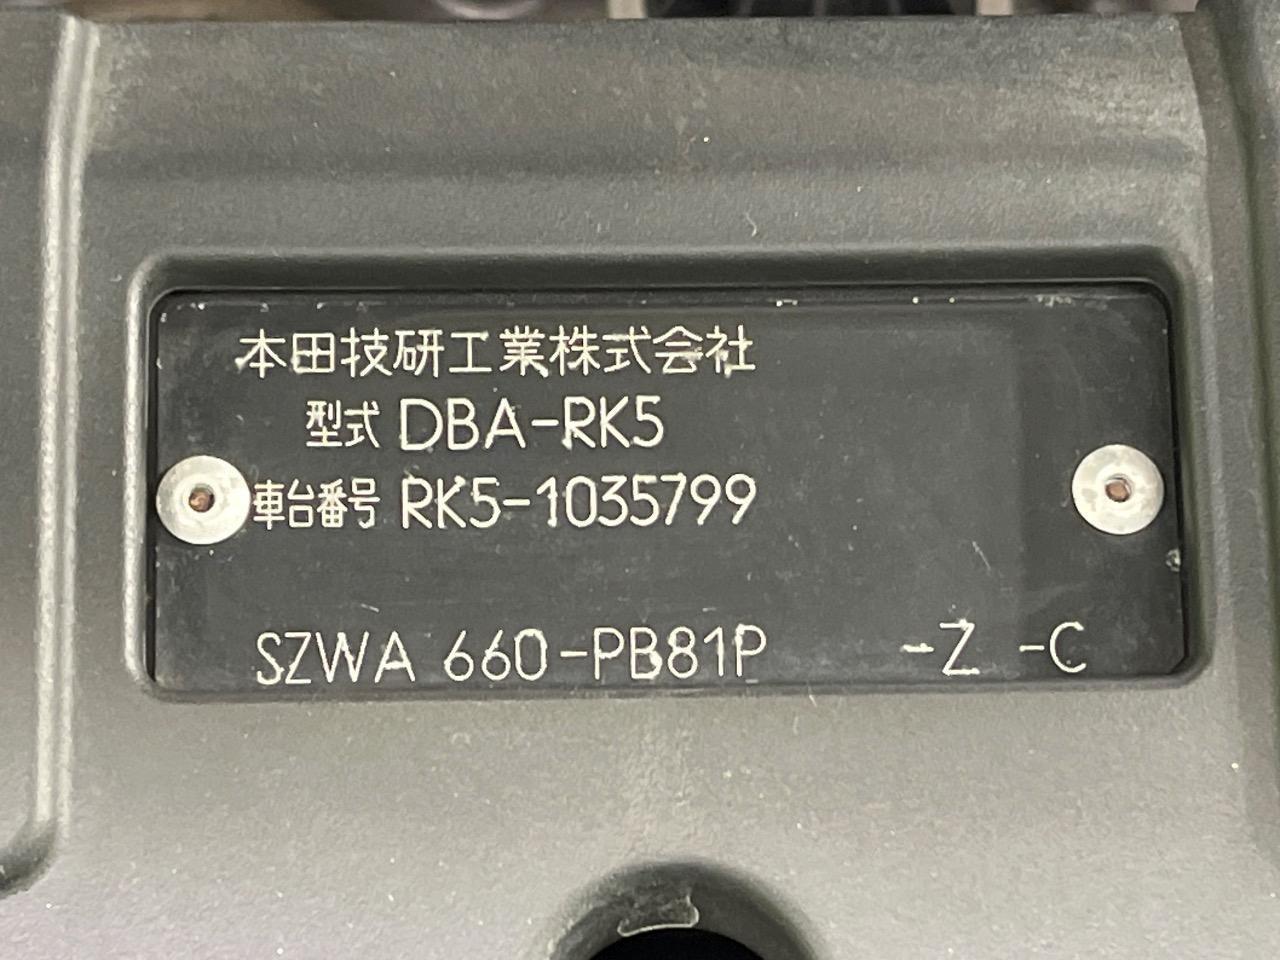 本田技研工業株式会社
型式 DBA-RK5
車台番号 RK5-1035799
SZWA 660-PB81P -Z -C